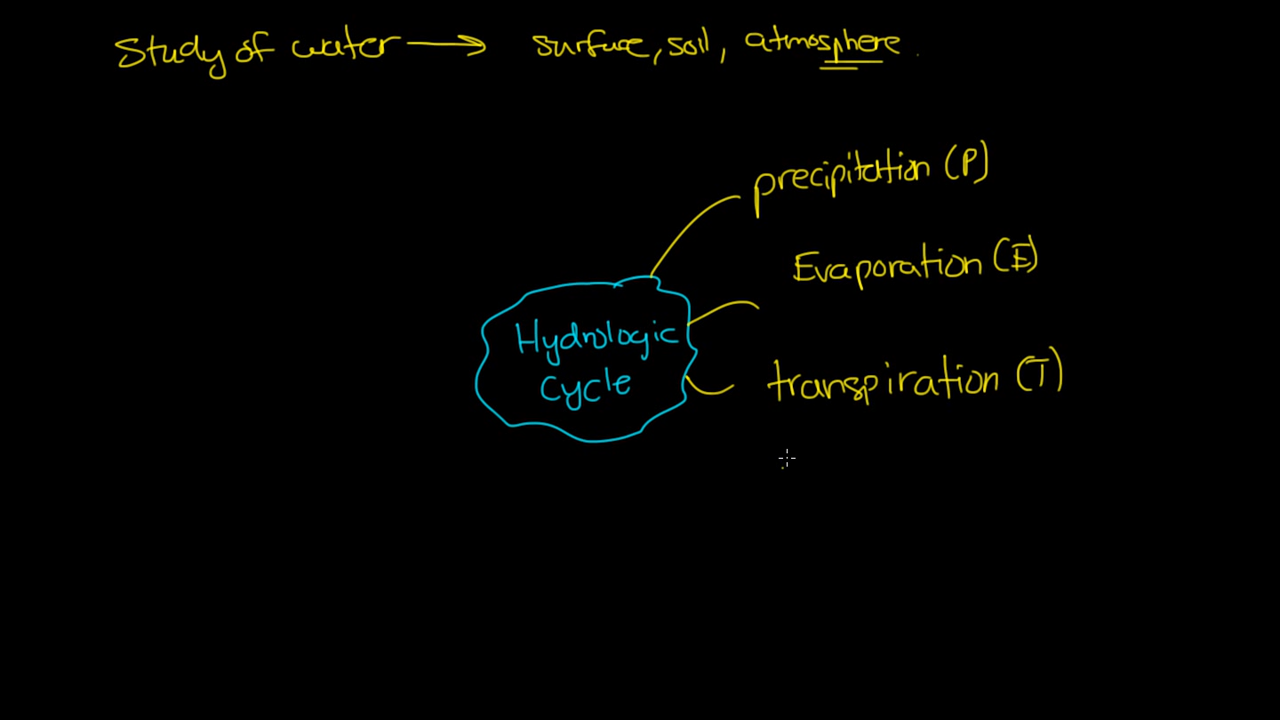 Study of water → surface, soil, atmosphere.
precipitation (P)
Evaporation (E)
Hydrologic
Cycle
transpiration (T)